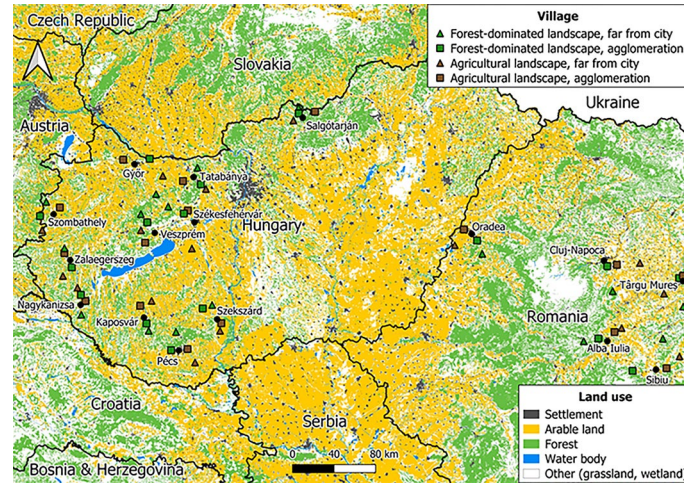 Czech Republic
Village
Forest-dominated landscape, far from city
Forest-dominated landscape, agglomeration
Agricultural landscape, far from city
Agricultural landscape, agglomeration
Slovakia
Ukraine
Austria
Salgótarján
Győr
Tatabánya
Szombathely
Székesfehérvár
Hungary
Veszprém
Oradea
Zalaegerszeg
Cluj-Napoca
Târgu Mures
Nagykanizsa
Kaposvár
Szekszárd
Romania
Pécs
Alba Iulia
Sibiu
Croatia
Serbia
Land use
Settlement
Arable land
Forest
Water body
Other (grassland, wetland)
0 40 80 km
Bosnia & Herzegovina